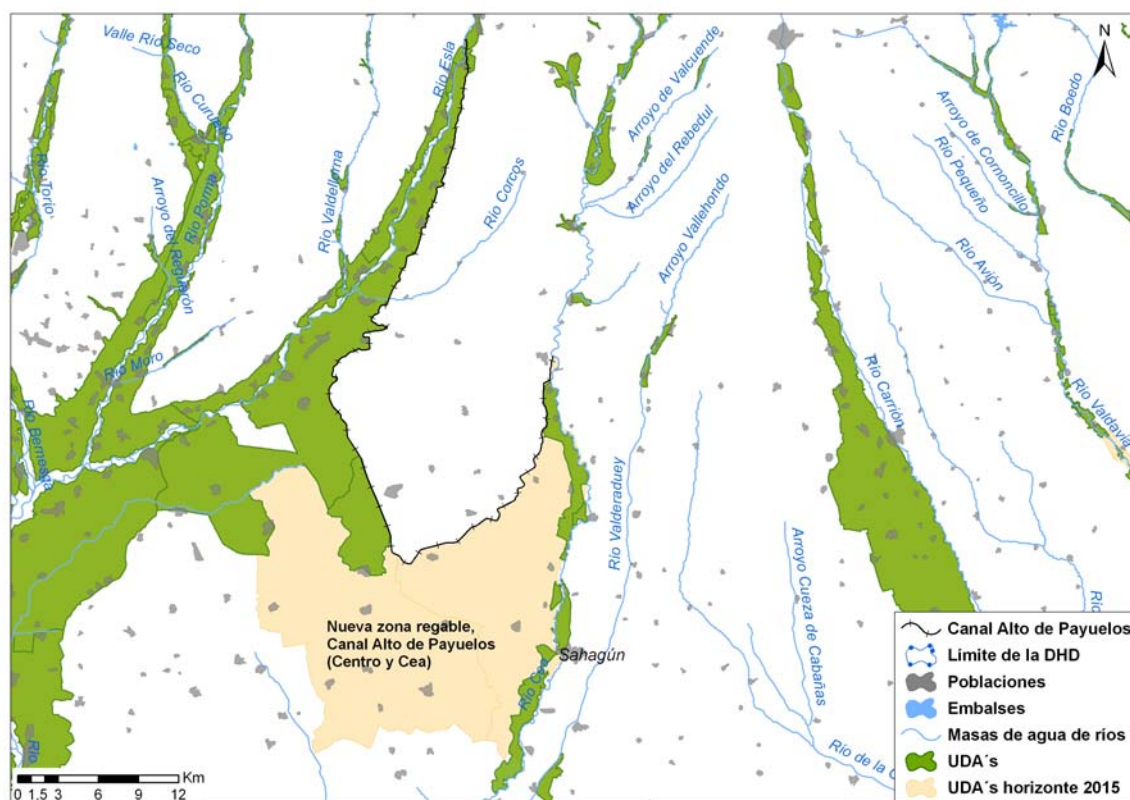 Valle Río Seco
Río Curueño
Río Esla
Arroyo de Valcuende
Arroyo del Rebedul
N
Río Boedo
Arroyo de Cornoncillo
Río Pequeño
Río Torío
Río Porma
Arroyo del Reguerón
Río Valdellorma
Río Corcos
Arroyo Vallehondo
Río Avión
Río Moro
Río Carrión
Río Valdavia
Río Bernesga
Río Valderaduey
Arroyo Cueza de Cabañas
Nueva zona regable,
Canal Alto de Payuelos
(Centro y Cea)
Sahagún
Río Cea
Río
Río
Río de la C
Canal Alto de Payuelos
Límite de la DHD
Poblaciones
Embalses
Masas de agua de ríos
UDA´s
UDA´s horizonte 2015
Km
0 1.5 3 6 9 12